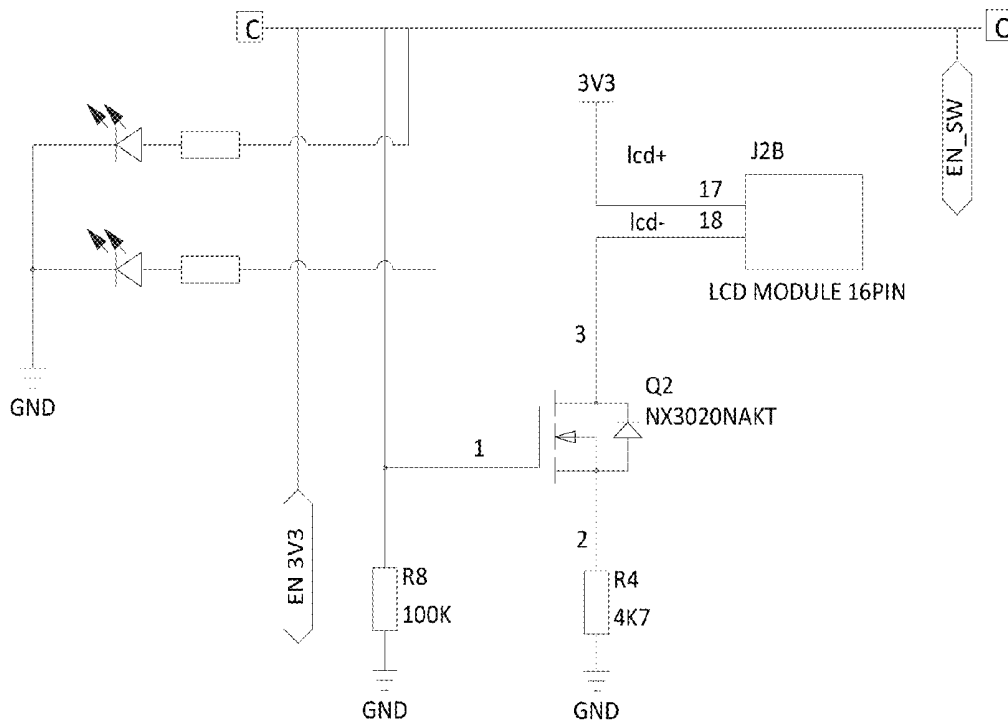 C
C
3V3
EN_SW
lcd+
J2B
17
lcd-
18
LCD MODULE 16PIN
GND
3
Q2
NX3020NAKT
1
EN 3V3
2
R8
100K
R4
4K7
GND
GND